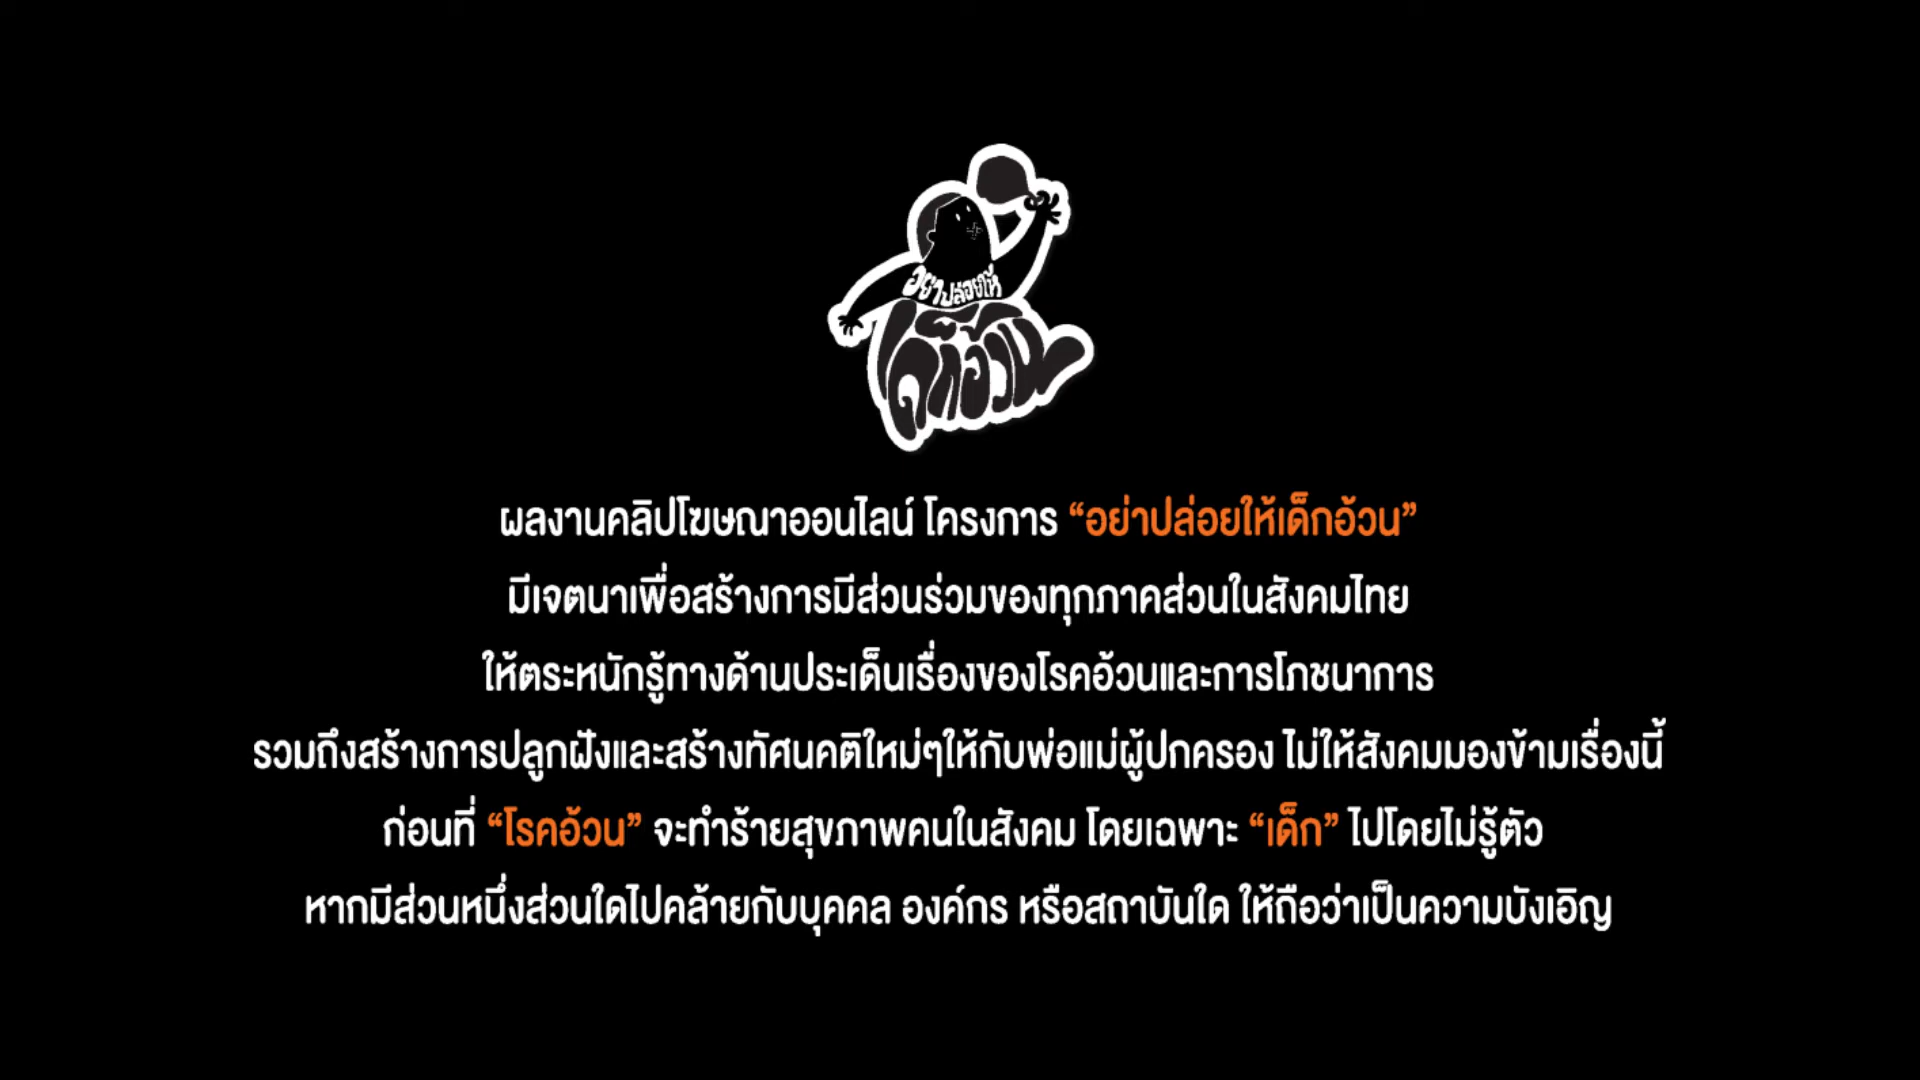 อย่าปล่อยให้
เด็กอ้วน
ผลงานคลิปโฆษณาออนไลน์ โครงการ “อย่าปล่อยให้เด็กอ้วน”
มีเจตนาเพื่อสร้างการมีส่วนร่วมของทุกภาคส่วนในสังคมไทย
ให้ตระหนักรู้ทางด้านประเด็นเรื่องของโรคอ้วนและการโภชนาการ
รวมถึงสร้างการปลูกฝังและสร้างทัศนคติใหม่ๆให้กับพ่อแม่ผู้ปกครอง ไม่ให้สังคมมองข้ามเรื่องนี้
ก่อนที่ “โรคอ้วน” จะทำร้ายสุขภาพคนในสังคม โดยเฉพาะ “เด็ก” ไปโดยไม่รู้ตัว
หากมีส่วนหนึ่งส่วนใดไปคล้ายกับบุคคล องค์กร หรือสถาบันใด ให้ถือว่าเป็นความบังเอิญ